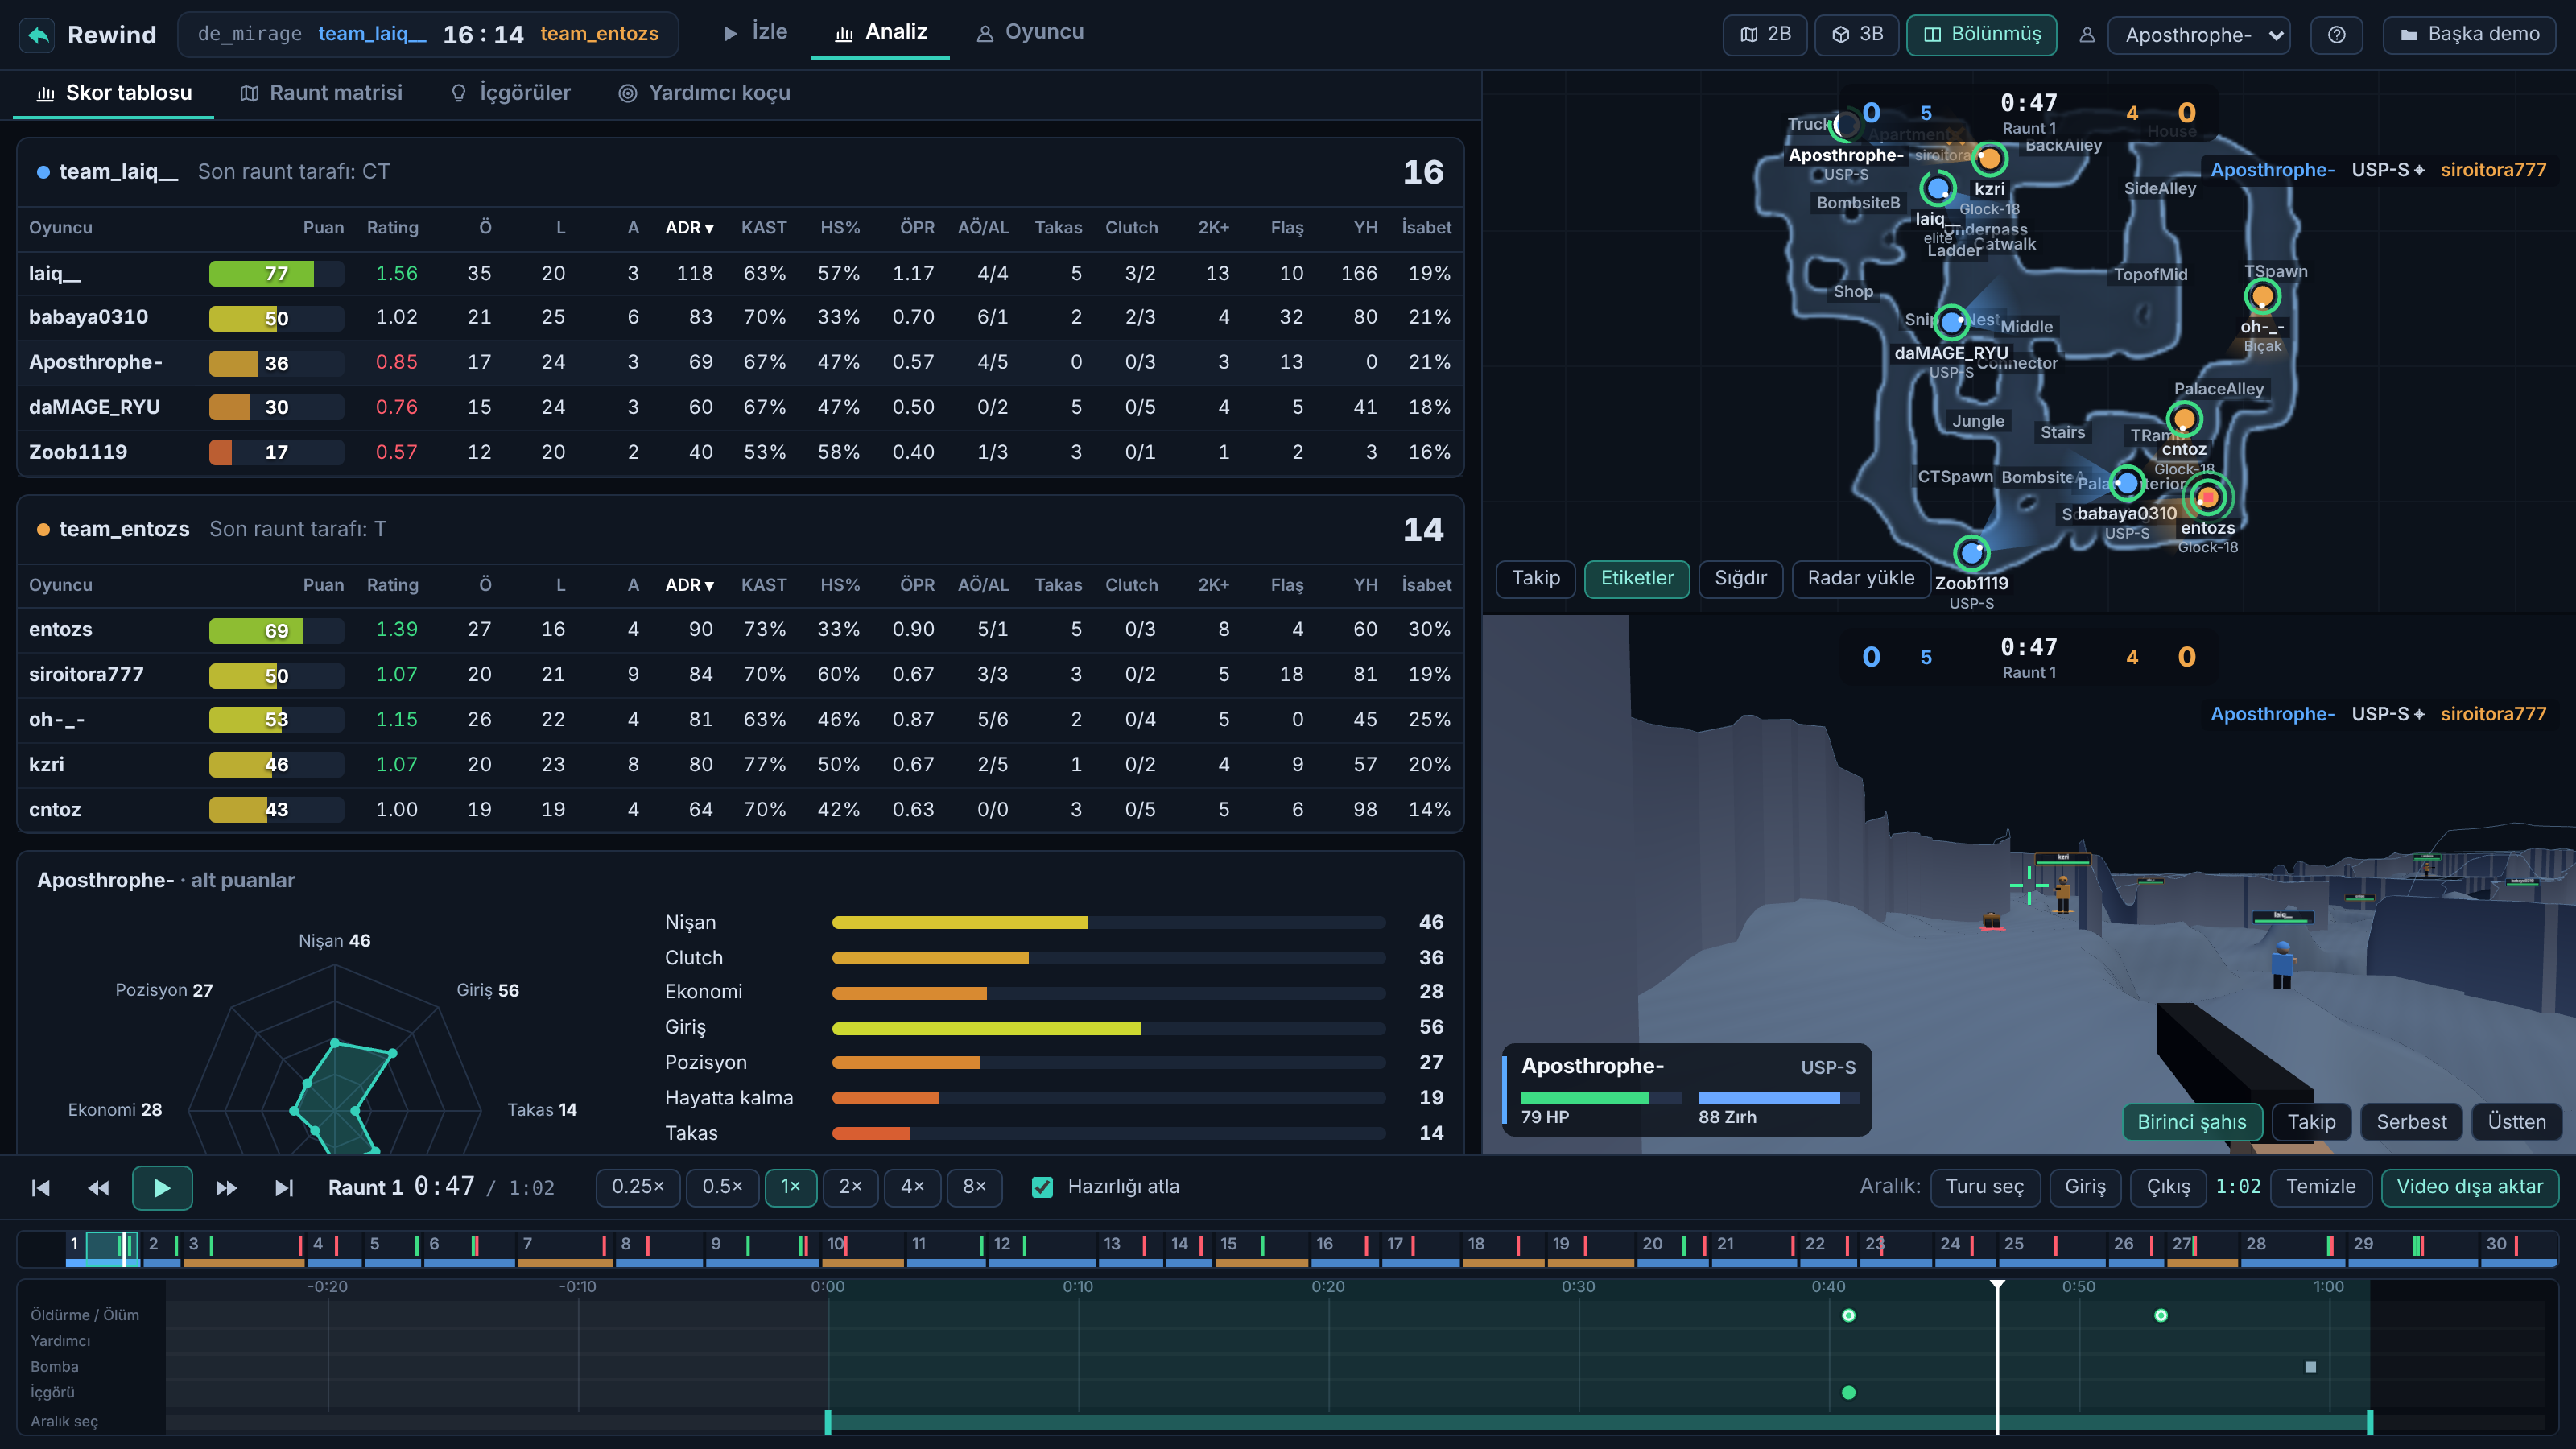 Rewind de_mirage team_laiq__ 16 : 14 team_entozs İzle Analiz Oyuncu 2B 3B Bölünmüş Aposthrophe- Başka demo
Skor tablosu Raunt matrisi İçgörüler Yardımcı koçu
team_laiq__ Son raunt tarafı: CT 16
Oyuncu Puan Rating Ö L A ADR▼ KAST HS% ÖPR AÖ/AL Takas Clutch 2K+ Flaş YH İsabet
laiq__ 77 1.56 35 20 3 118 63% 57% 1.17 4/4 5 3/2 13 10 166 19%
babaya0310 50 1.02 21 25 6 83 70% 33% 0.70 6/1 2 2/3 4 32 80 21%
Aposthrophe- 36 0.85 17 24 3 69 67% 47% 0.57 4/5 0 0/3 3 13 0 21%
daMAGE_RYU 30 0.76 15 24 3 60 67% 47% 0.50 0/2 5 0/5 4 5 41 18%
Zoob1119 17 0.57 12 20 2 40 53% 58% 0.40 1/3 3 0/1 1 2 3 16%
team_entozs Son raunt tarafı: T 14
Oyuncu Puan Rating Ö L A ADR▼ KAST HS% ÖPR AÖ/AL Takas Clutch 2K+ Flaş YH İsabet
entozs 69 1.39 27 16 4 90 73% 33% 0.90 5/1 5 0/3 8 4 60 30%
siroitora777 50 1.07 20 21 9 84 70% 60% 0.67 3/3 3 0/2 5 18 81 19%
oh-_- 53 1.15 26 22 4 81 63% 46% 0.87 5/6 2 0/4 5 0 45 25%
kzri 46 1.07 20 23 8 80 77% 50% 0.67 2/5 1 0/2 4 9 57 20%
cntoz 43 1.00 19 19 4 64 70% 42% 0.63 0/0 3 0/5 5 6 98 14%
Aposthrophe- · alt puanlar
Nişan 46
Giriş 56
Pozisyon 27
Ekonomi 28
Takas 14
Nişan 46
Clutch 36
Ekonomi 28
Giriş 56
Pozisyon 27
Hayatta kalma 19
Takas 14
0 5 0:47 4 0
Raunt 1
Aposthrophe- USP-S siroitora777
Truck
Apartments
House
BackAlley
Aposthrophe-
USP-S
siroitora
kzri
Glock-18
SideAlley
BombsiteB
laiq__
elite
Underpass
Catwalk
Ladder
TopofMid
TSpawn
Shop
oh-_-
Bıçak
Middle
daMAGE_RYU
USP-S
Connector
PalaceAlley
Jungle
Stairs
cntoz
Glock-18
CTSpawn
BombsiteA
babaya0310
USP-S
entozs
Glock-18
Takip Etiketler Sığdır Radar yükle
Zoob1119
USP-S
0 5 0:47 4 0
Raunt 1
Aposthrophe- USP-S siroitora777
kzri
laiq__
Aposthrophe- USP-S
79 HP 88 Zırh
Birinci şahıs Takip Serbest Üstten
Raunt 1 0:47 / 1:02 0.25× 0.5× 1× 2× 4× 8× Hazırlığı atla Aralık: Turu seç Giriş Çıkış 1:02 Temizle Video dışa aktar
1 2 3 4 5 6 7 8 9 10 11 12 13 14 15 16 17 18 19 20 21 22 23 24 25 26 27 28 29 30
-0:20 -0:10 0:00 0:10 0:20 0:30 0:40 0:50 1:00
Öldürme / Ölüm
Yardımcı
Bomba
İçgörü
Aralık seç